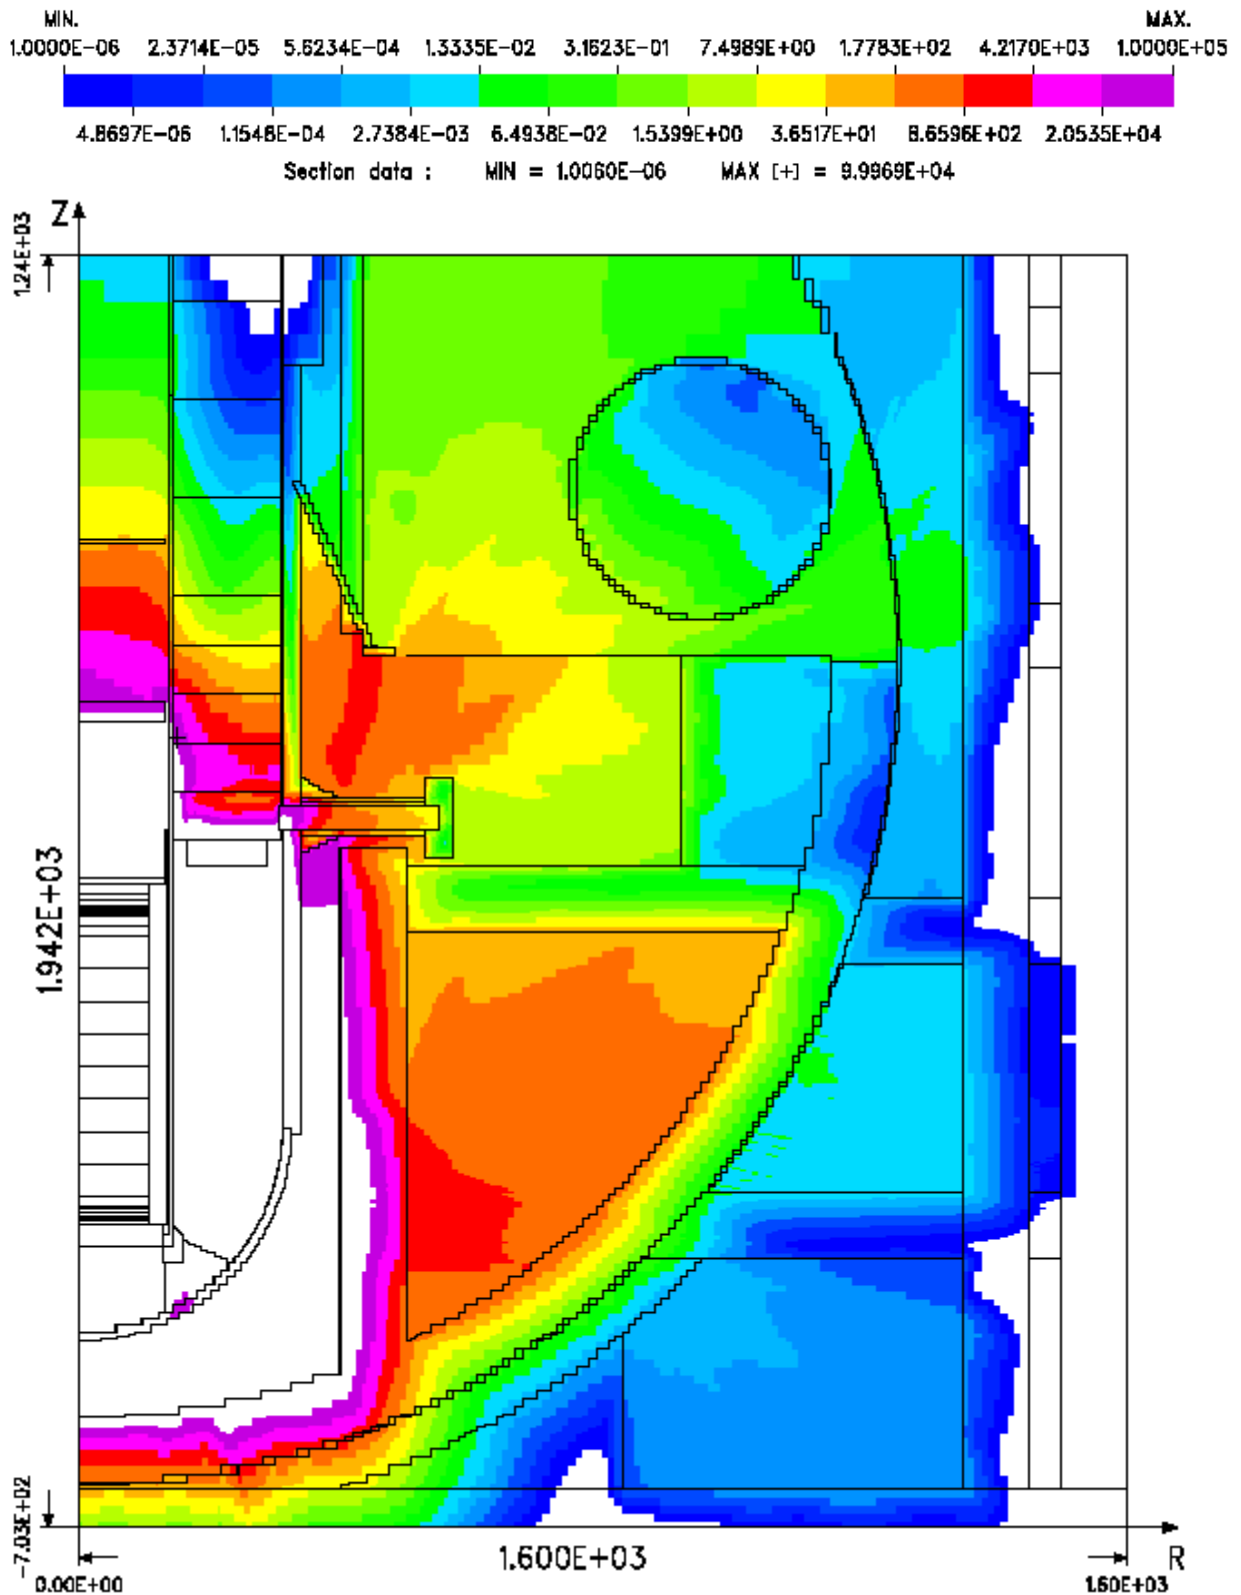 MIN. MAX.
1.0000E-06 2.3714E-05 5.6234E-04 1.3335E-02 3.1623E-01 7.4989E+00 1.7783E+02 4.2170E+03 1.0000E+05
4.8697E-06 1.1548E-04 2.7384E-03 6.4938E-02 1.5399E+00 3.6517E+01 8.6596E+02 2.0535E+04
Section data : MIN = 1.0060E-06 MAX [+] = 9.9969E+04
Z
1.24E+03
1.942E+03
-7.03E+02
1.600E+03 R
0.00E+00 1.60E+03